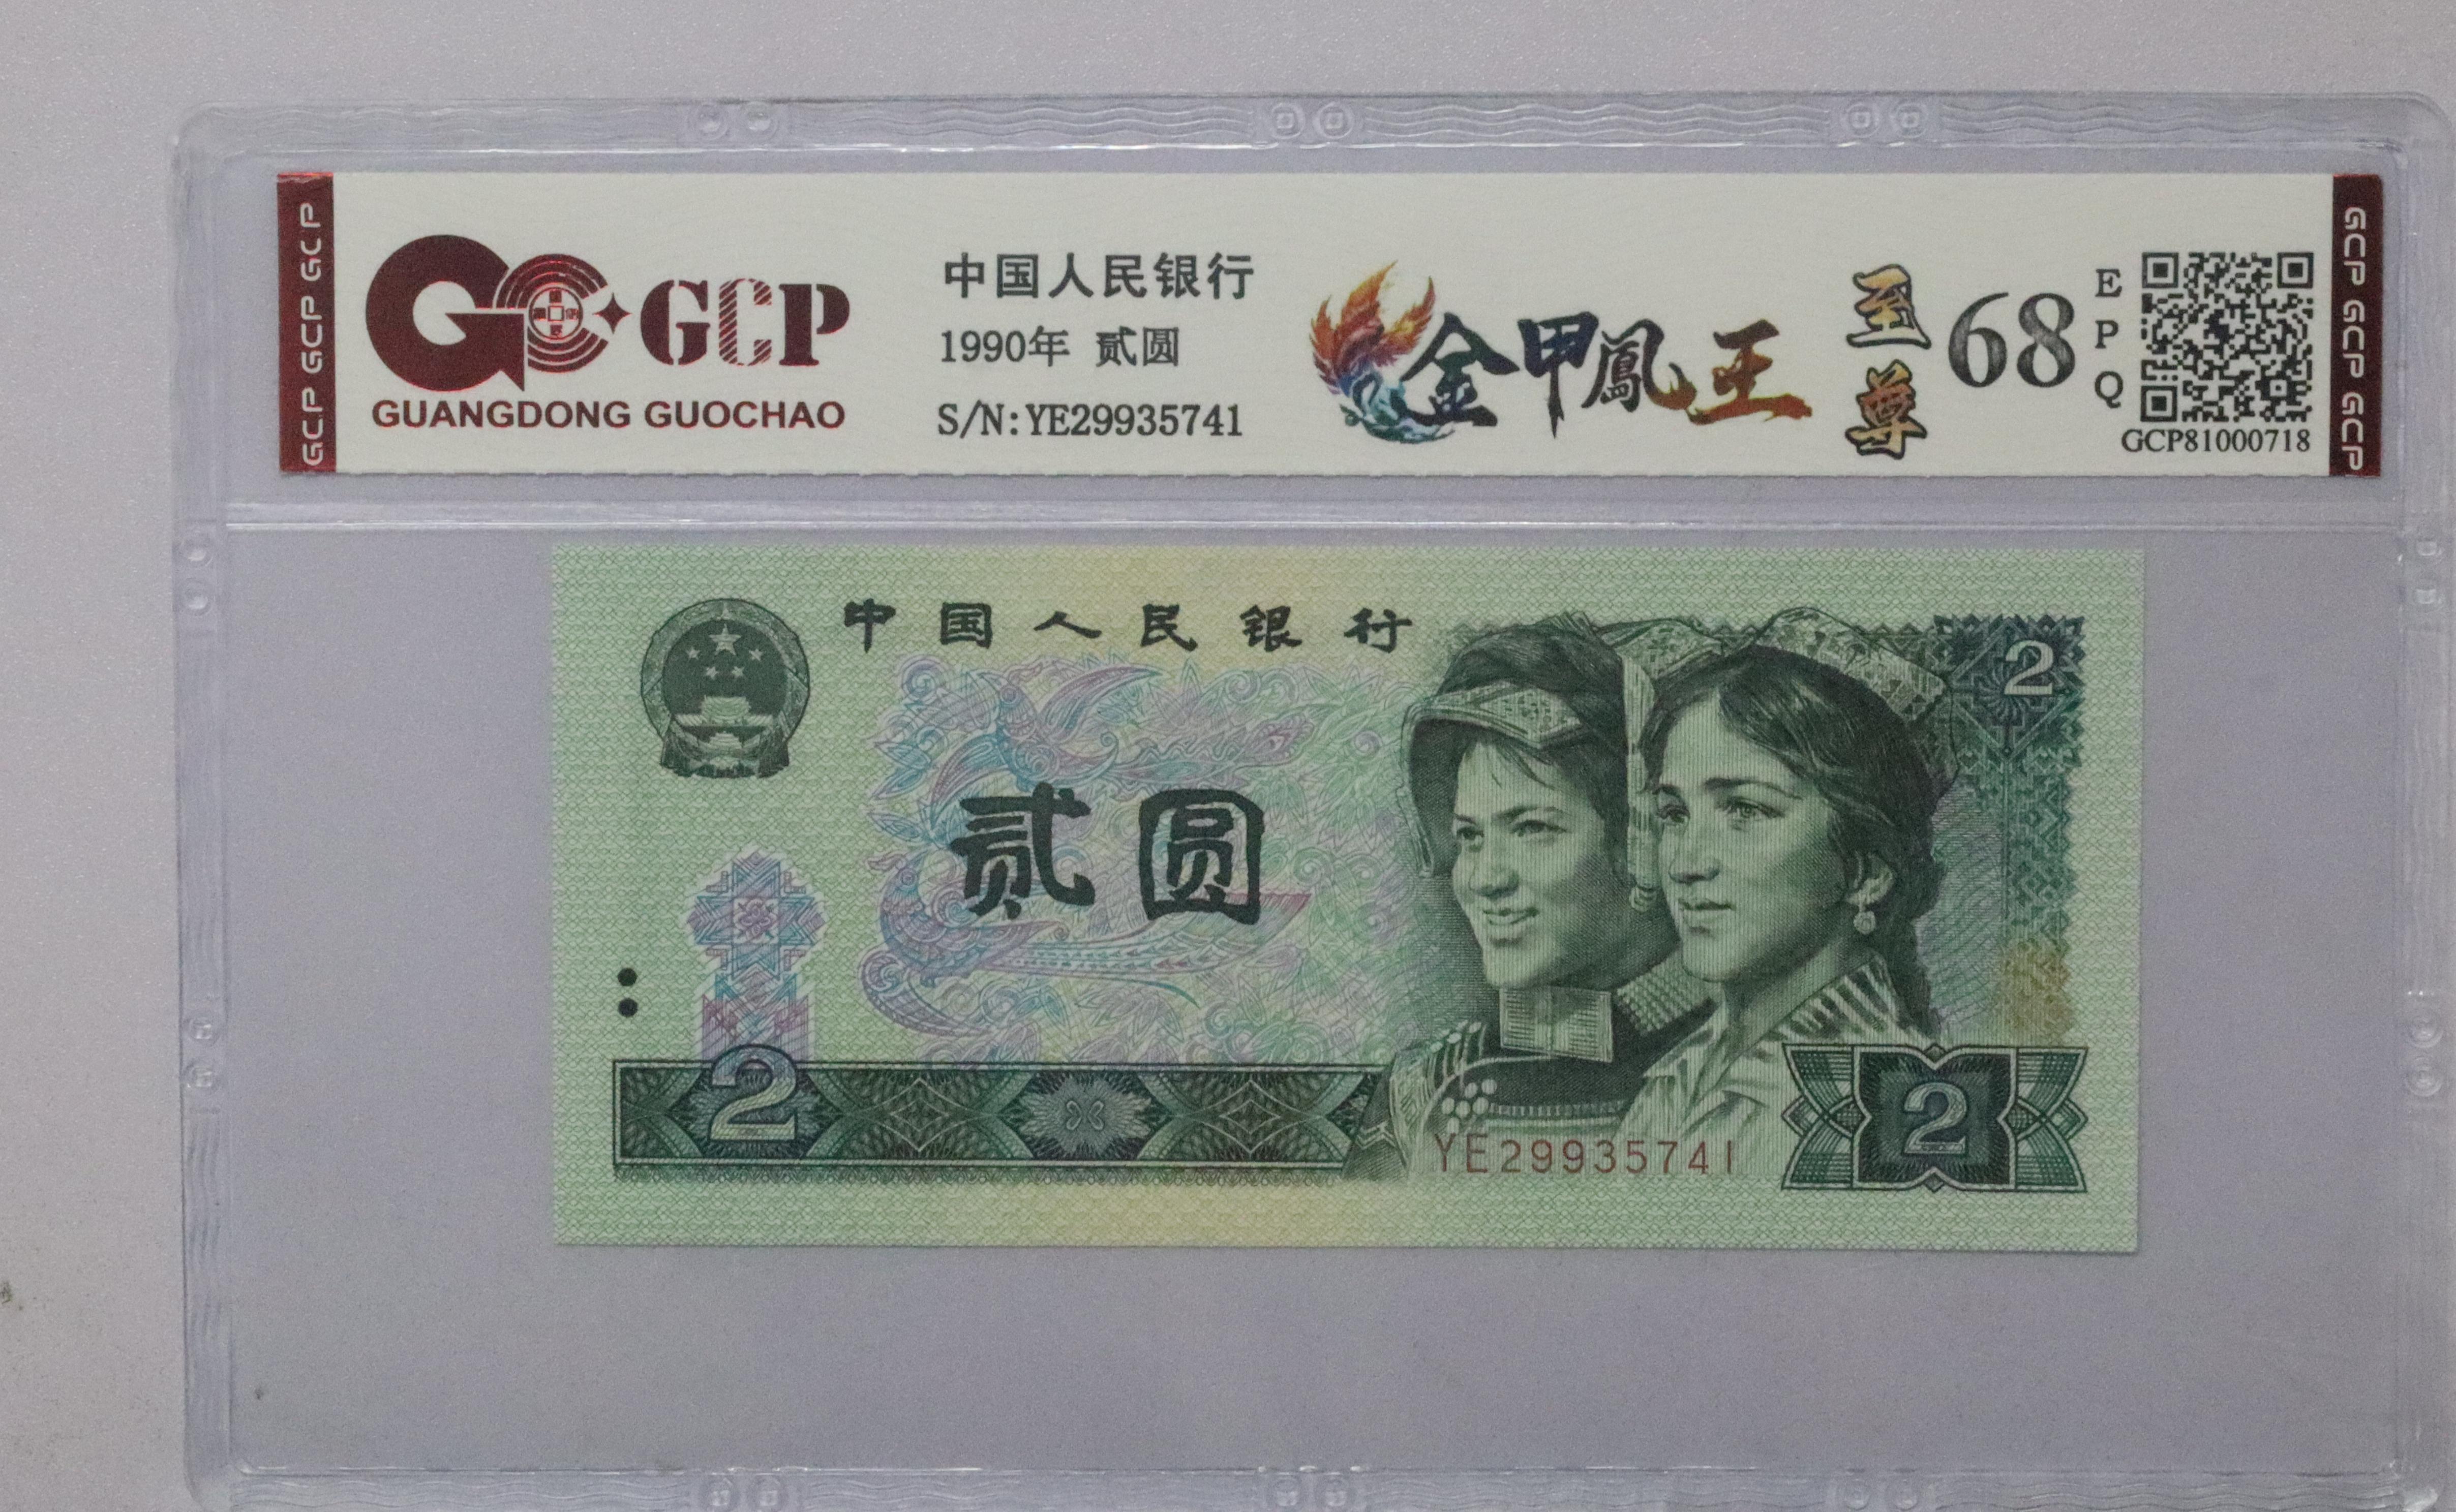 GCP GCP GCP
GCP
GUANGDONG GUOCHAO
中国人民银行
1990年 贰圆
S/N:YE29935741
金甲鳳王
至尊
68
EPQ
GCP81000718
GCP GCP GCP
中国人民银行
2
贰圆
2
YE29935741
2